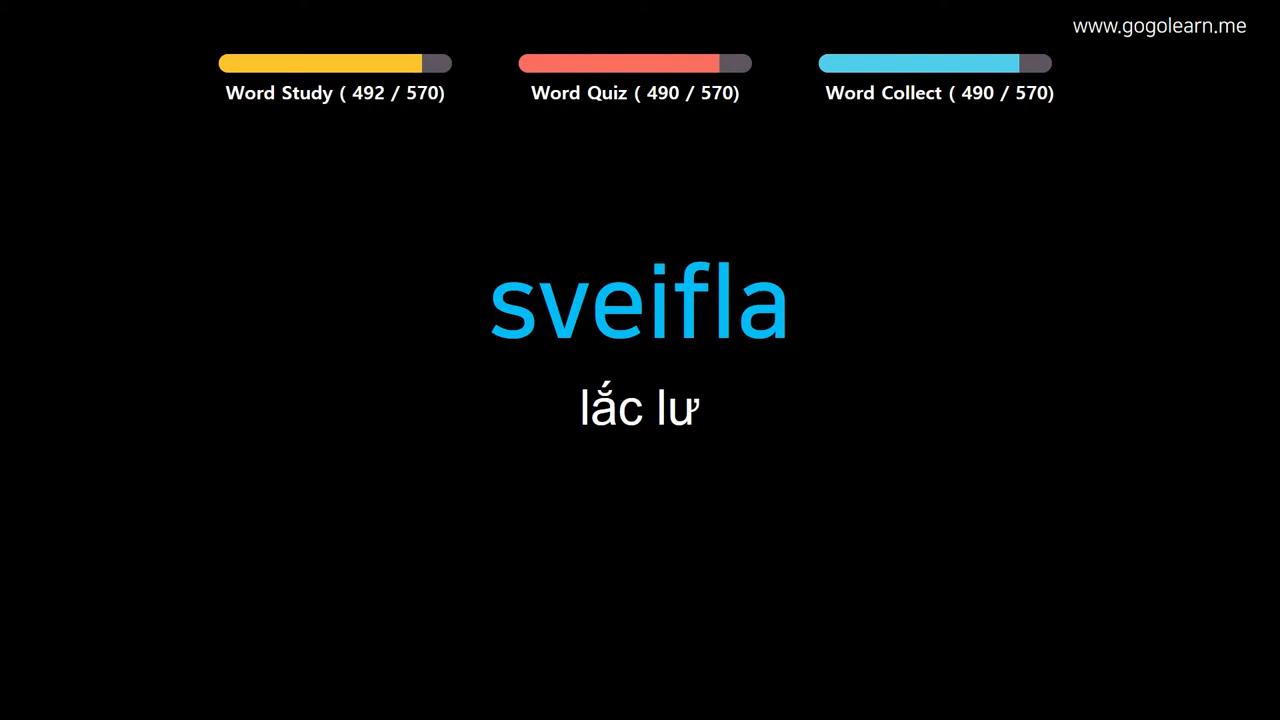 www.gogolearn.me
Word Study ( 492 / 570)
Word Quiz ( 490 / 570)
Word Collect ( 490 / 570)
sveifla
lắc lư